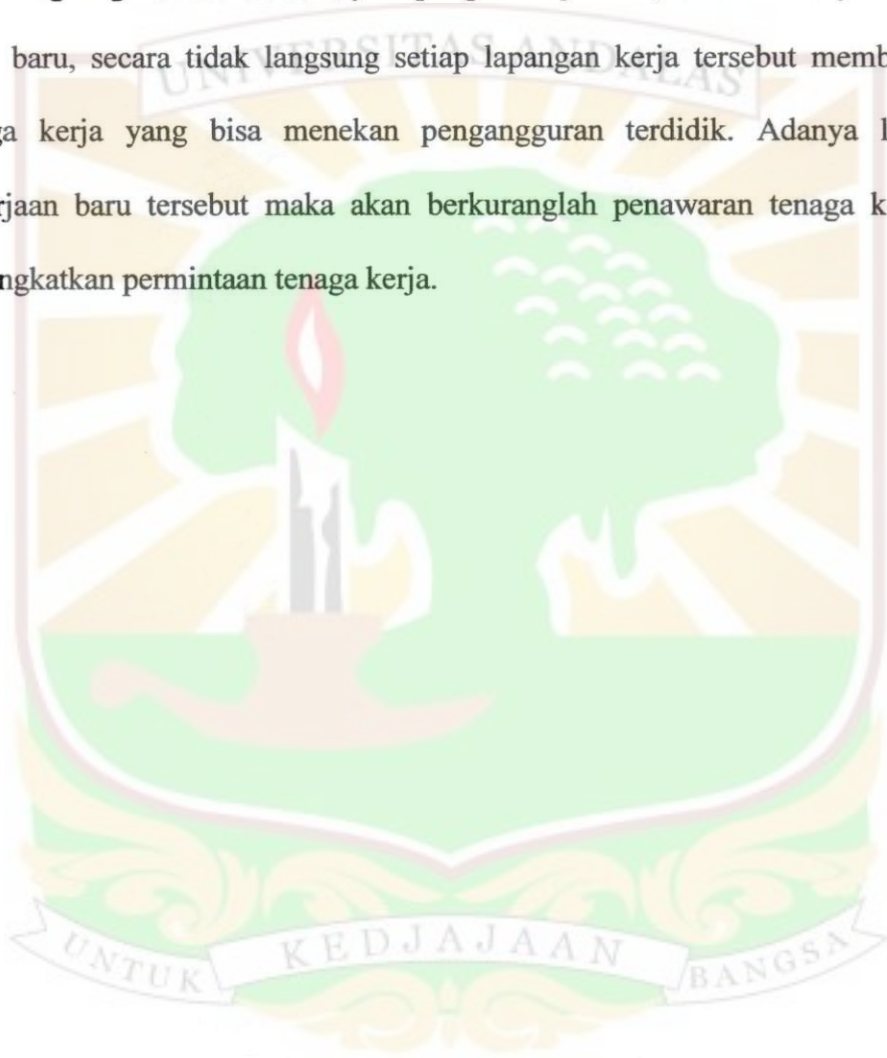 UNIVERSITAS ANDALAS
baru, secara tidak langsung setiap lapangan kerja tersebut memb
a kerja yang bisa menekan pengangguran terdidik. Adanya l
rjaan baru tersebut maka akan berkuranglah penawaran tenaga k
ngkatkan permintaan tenaga kerja.
UNTUK KEDJAJAAN BANGSA